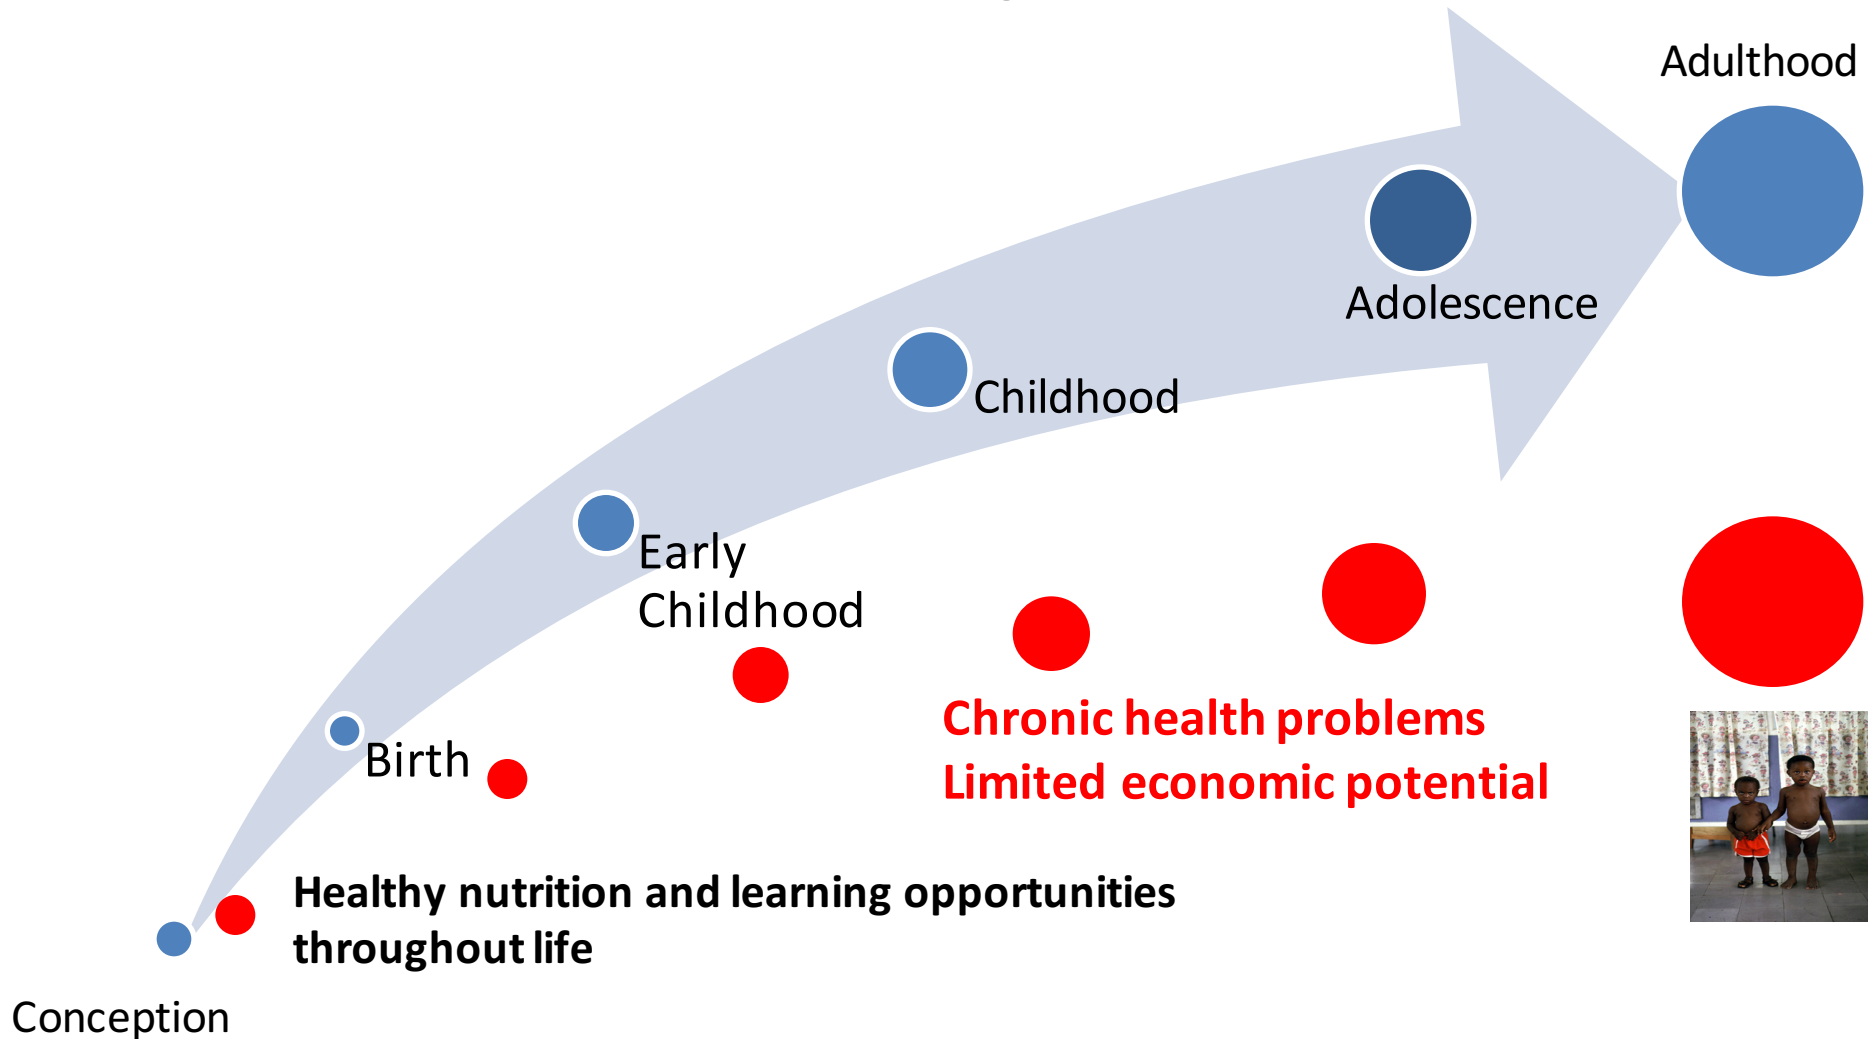 Adulthood
Adolescence
Childhood
Early
Childhood
Birth
Chronic health problems
Limited economic potential
Healthy nutrition and learning opportunities
throughout life
Conception